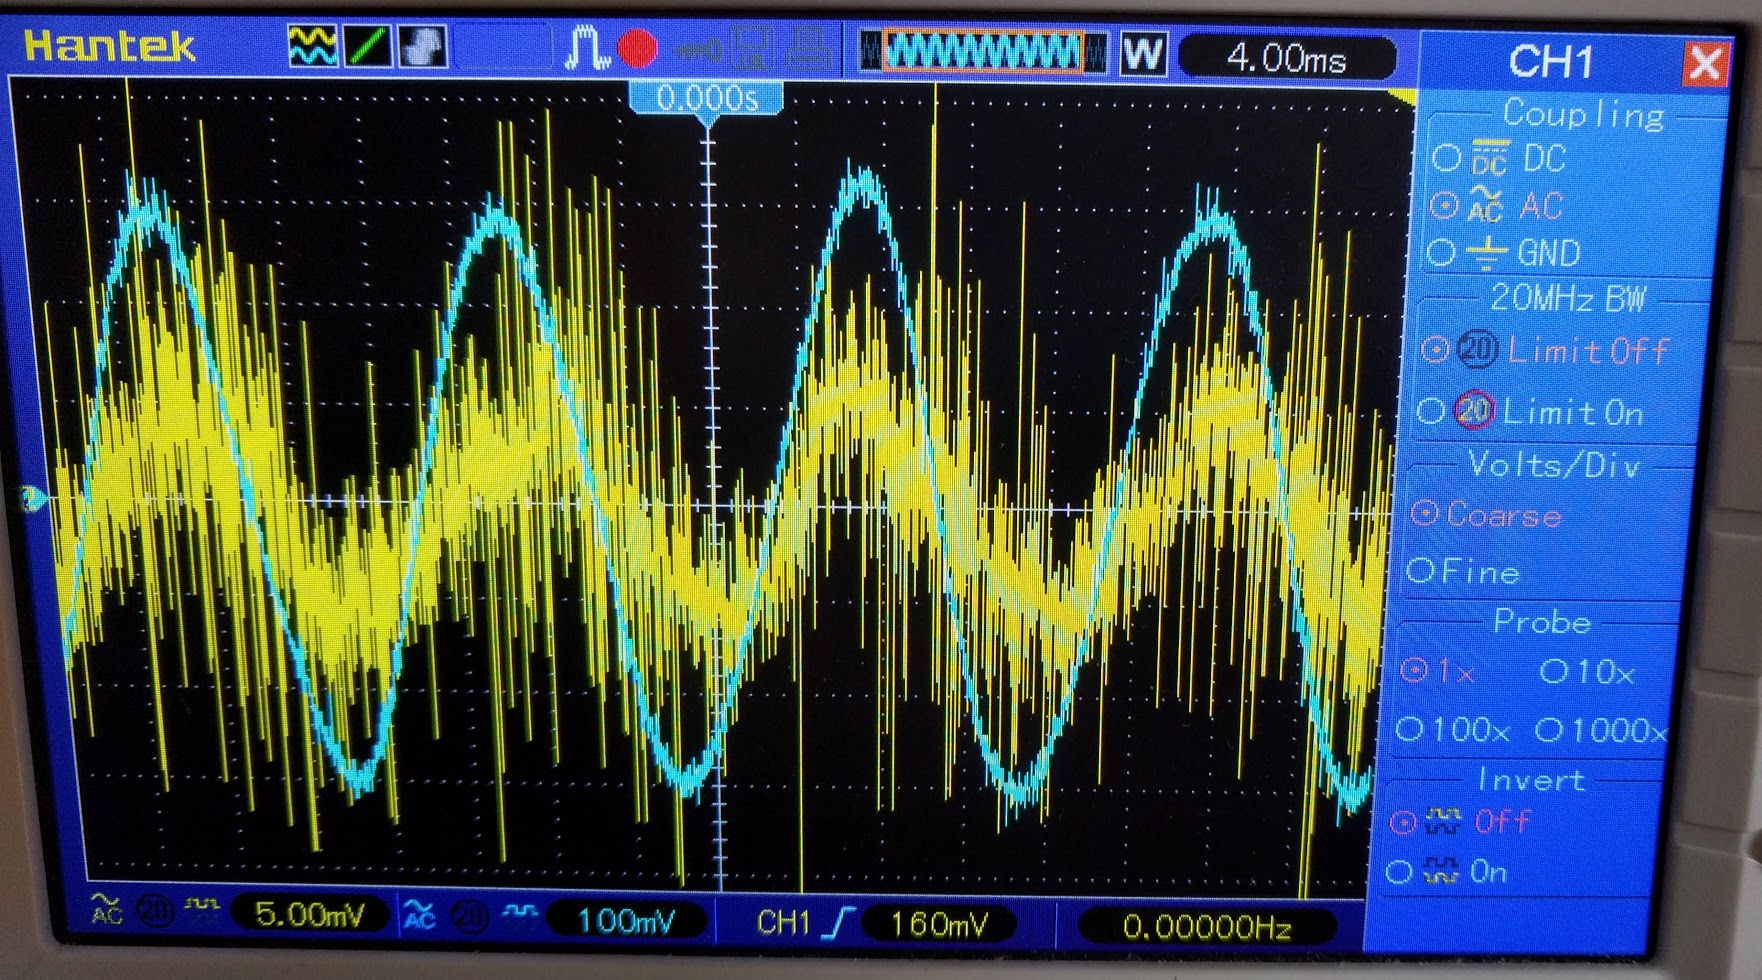 Hantek
W
4.00ms
CH1
X
0.000s
Coupling
DC DC
AC AC
GND
20MHz BW
20 Limit Off
20 Limit On
Volts/Div
Coarse
Fine
Probe
1x 10x
100x 1000x
Invert
Off
On
2
AC 20 5.00mV AC 20 100mV CH1 160mV 0.00000Hz